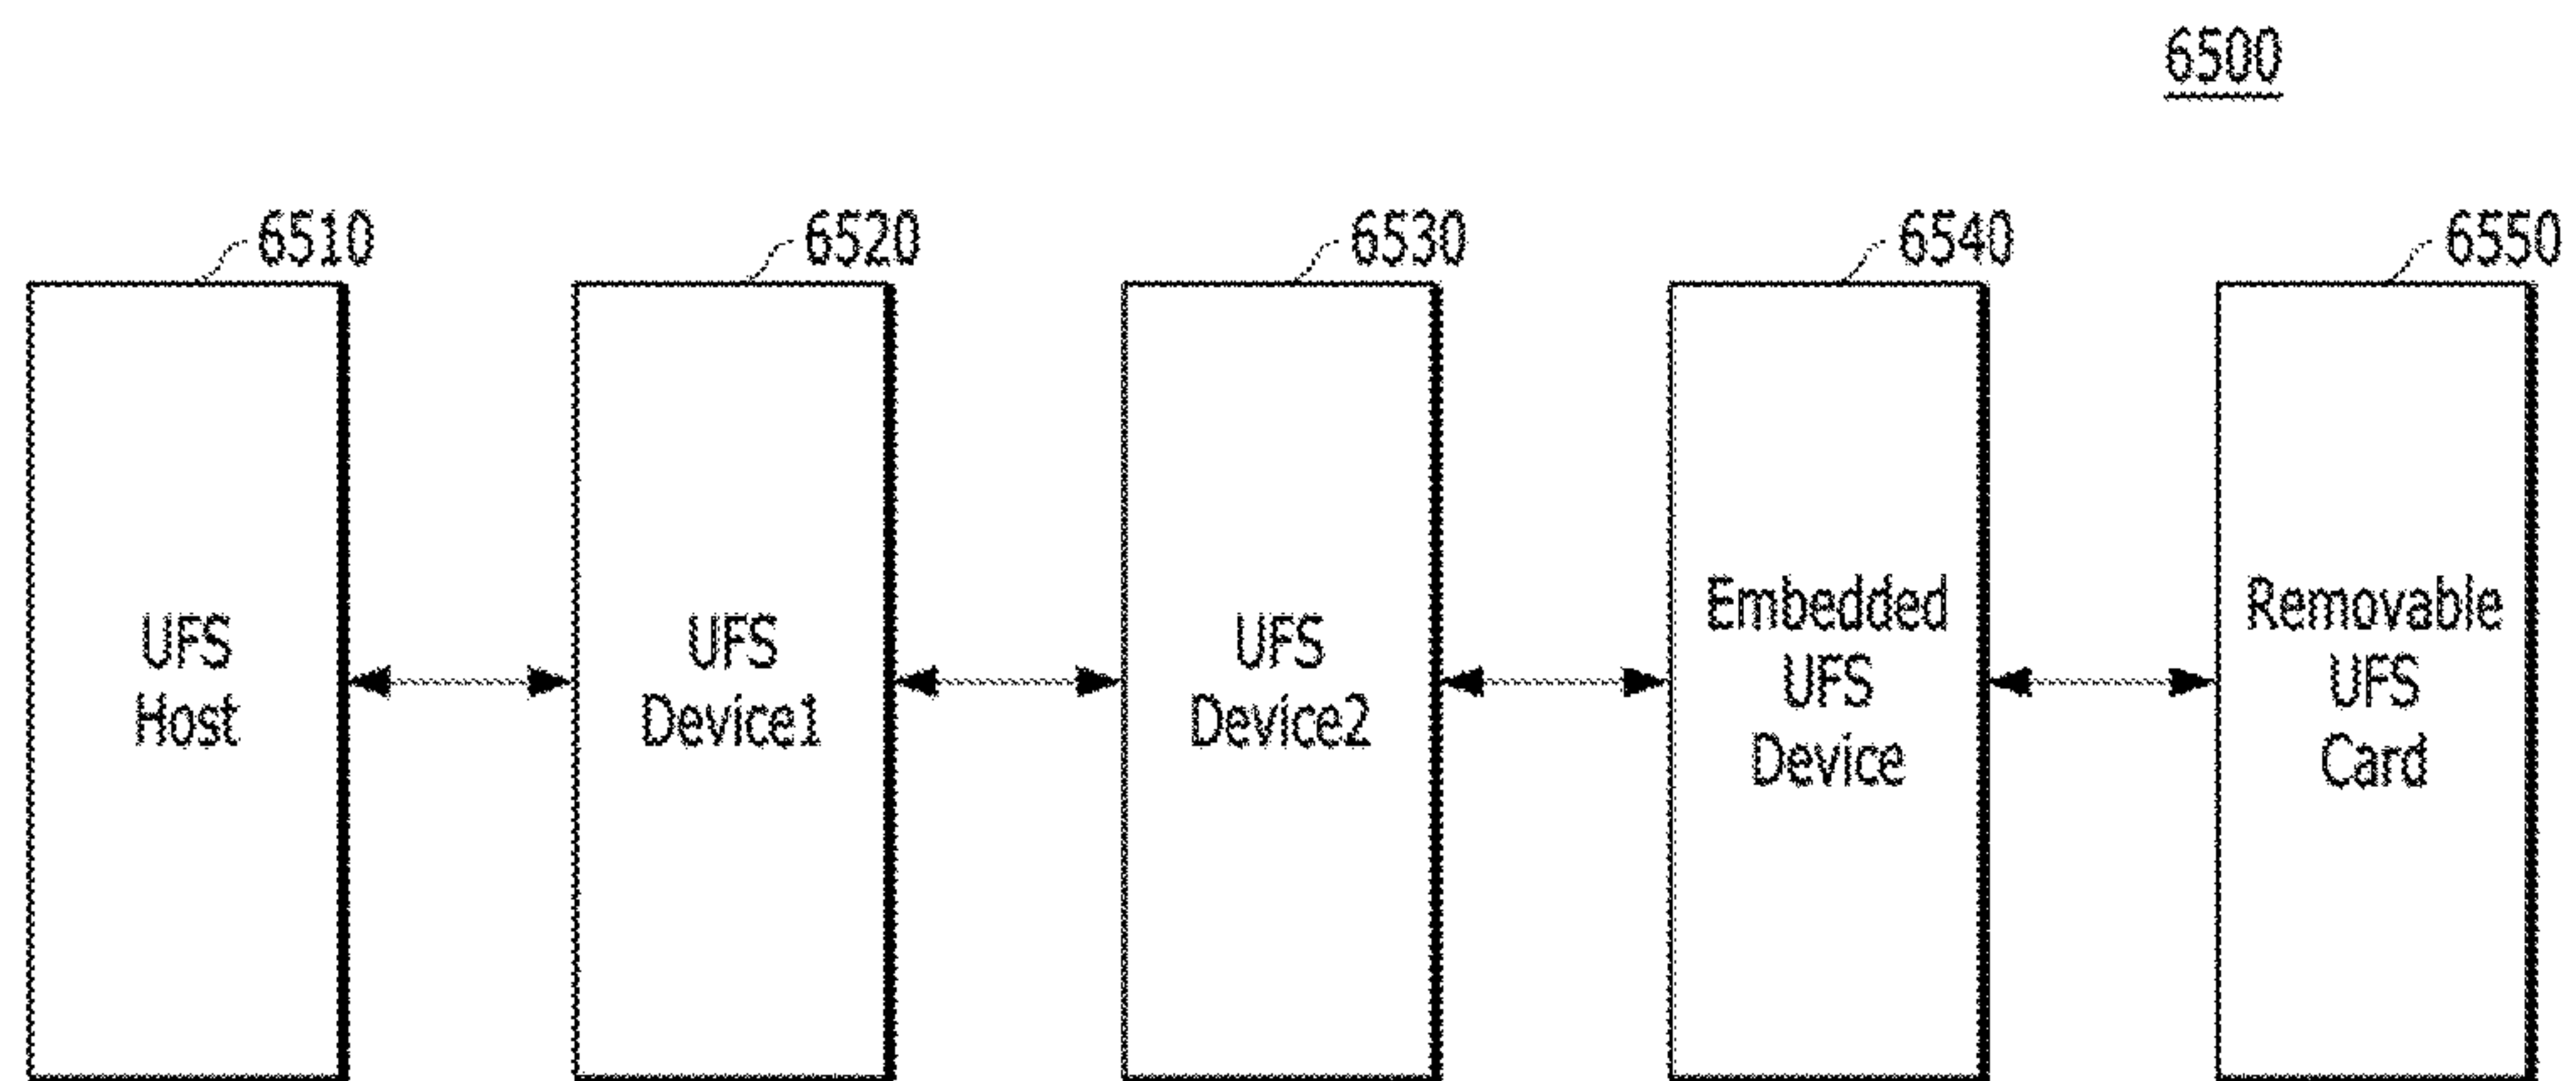 6500
6510
6520
6530
6540
6550
UFS
Host
UFS
Device1
UFS
Device2
Embedded
UFS
Device
Removable
UFS
Card